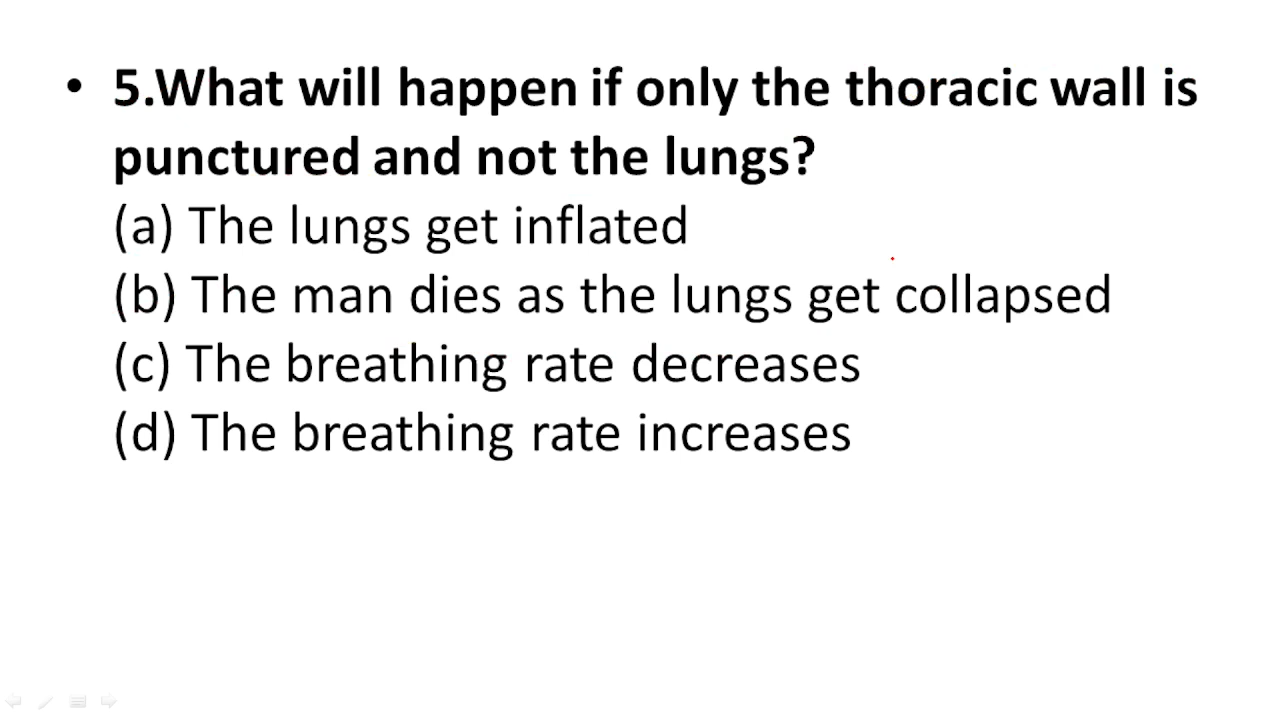 • 5.What will happen if only the thoracic wall is
punctured and not the lungs?
(a) The lungs get inflated
(b) The man dies as the lungs get collapsed
(c) The breathing rate decreases
(d) The breathing rate increases